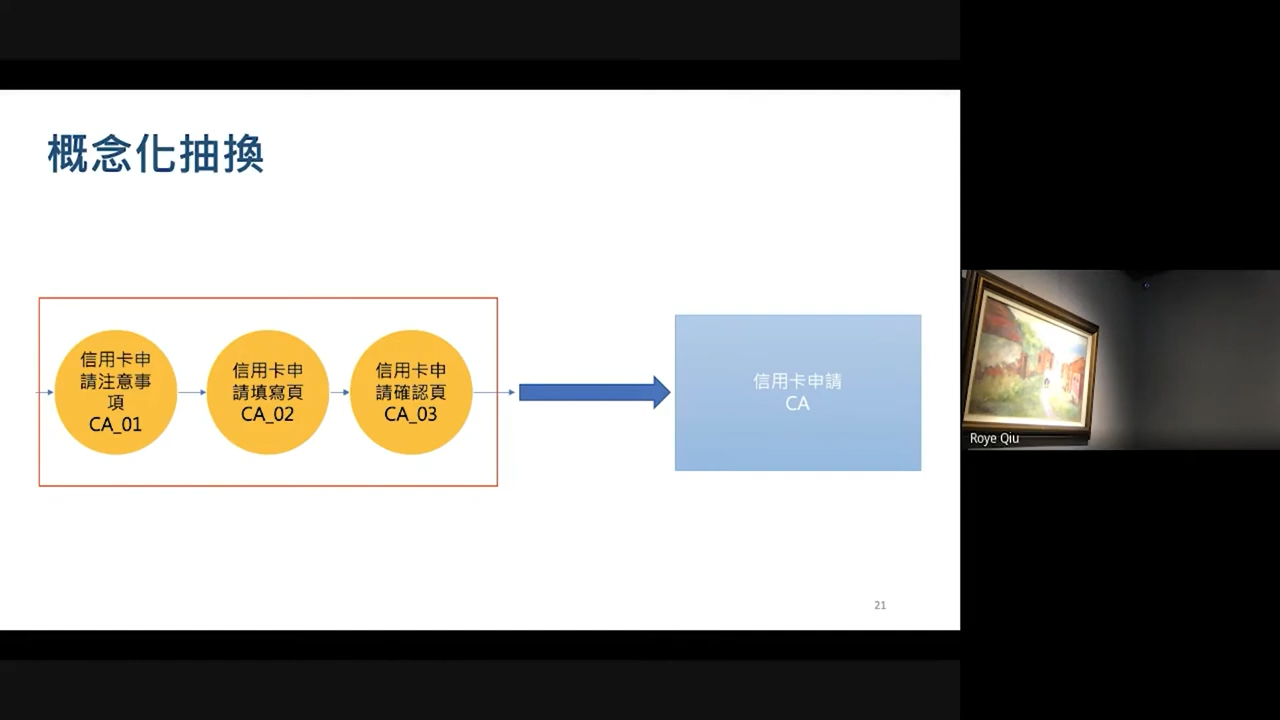 概念化抽換
信用卡申
請注意事
項
CA_01
信用卡申
請填寫頁
CA_02
信用卡申
請確認頁
CA_03
信用卡申請
CA
21
Roye Qiu